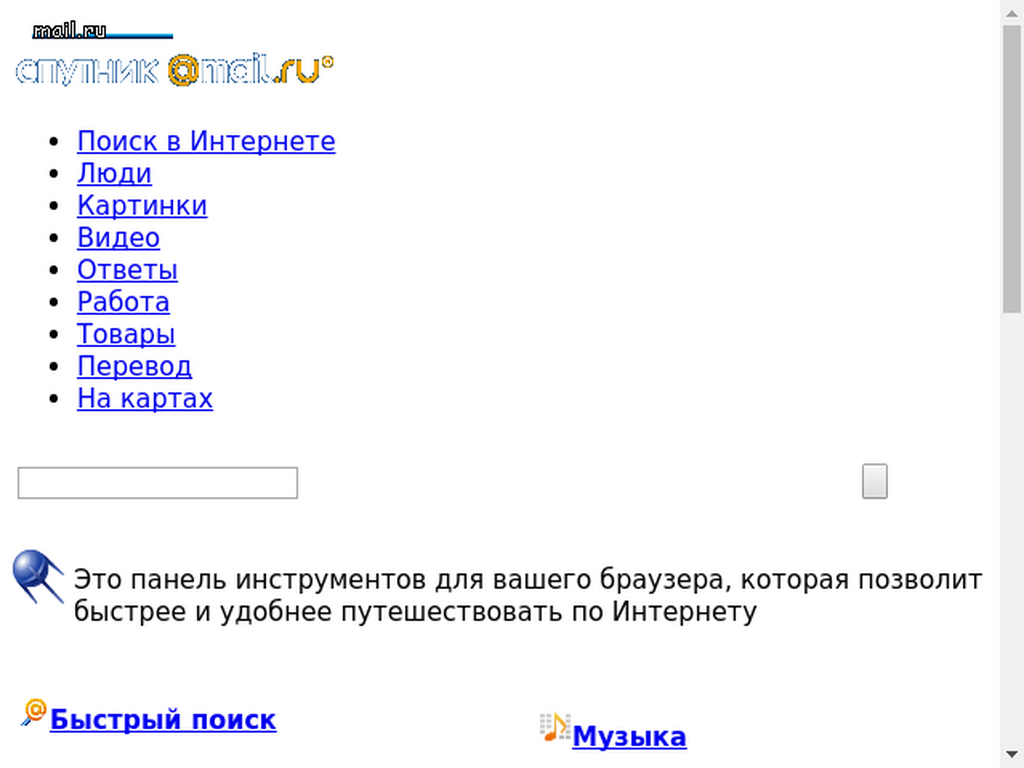 mail.ru
спутник @mail.ru®
Поиск в Интернете
Люди
Картинки
Видео
Ответы
Работа
Товары
Перевод
На картах
Это панель инструментов для вашего браузера, которая позволит
быстрее и удобнее путешествовать по Интернету
Быстрый поиск
Музыка